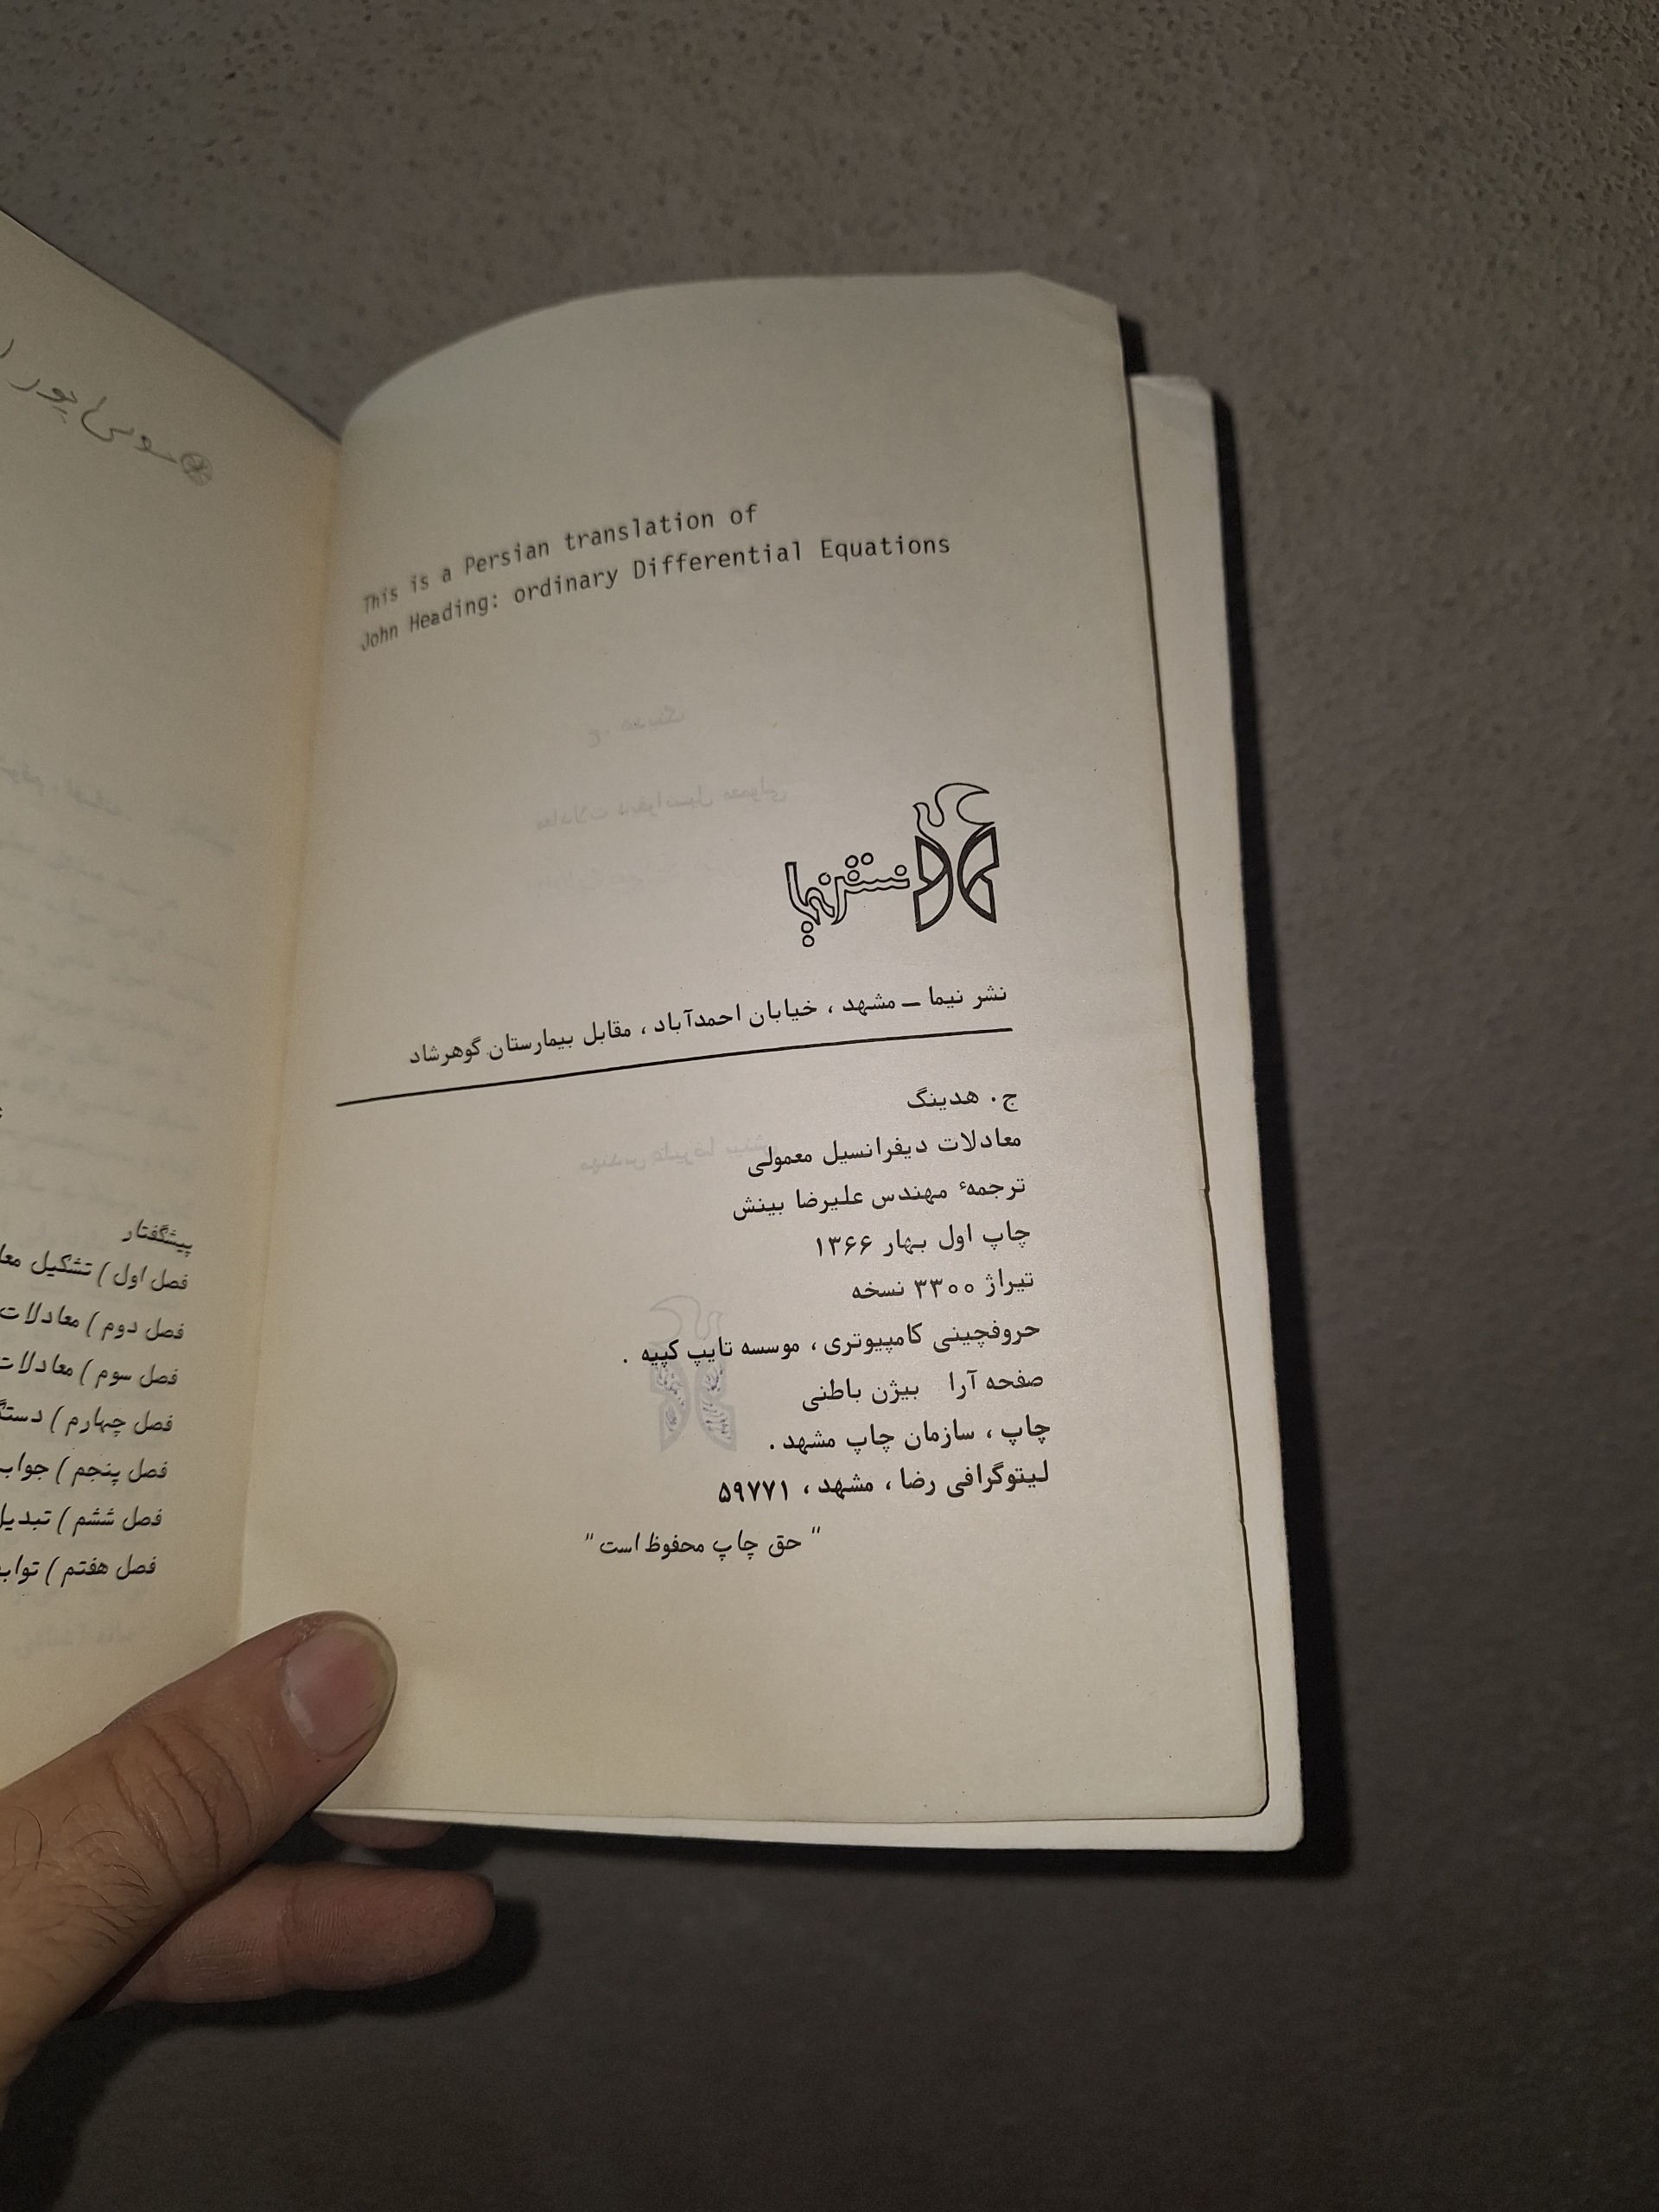 This is a Persian translation of
John Heading: ordinary Differential Equations
نشر نیما
نشر نیما — مشهد ، خیابان احمدآباد ، مقابل بیمارستان گوهرشاد
ج . هدینگ
معادلات دیفرانسیل معمولی
ترجمهٔ مهندس علیرضا بینش
چاپ اول بهار ۱۳۶۶
تیراژ ۳۳۰۰ نسخه
حروفچینی کامپیوتری ، موسسه تایپ کپیه .
صفحه آرا بیژن باطنی
چاپ ، سازمان چاپ مشهد .
لیتوگرافی رضا ، مشهد ، ۵۹۷۷۱
" حق چاپ محفوظ است "
پیشگفتار
فصل اول ) تشکیل
فصل دوم ) معادلات
فصل سوم ) معادلات
فصل چهارم )
فصل پنجم ) جواب
فصل ششم )
فصل هفتم )